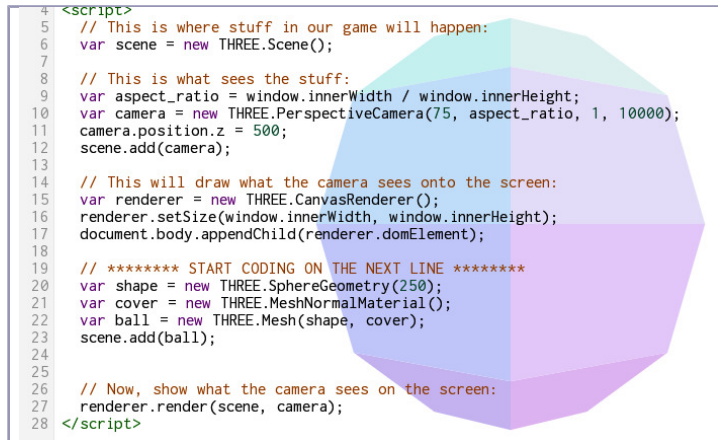 4 <script>
5 // This is where stuff in our game will happen:
6 var scene = new THREE.Scene();
7
8 // This is what sees the stuff:
9 var aspect_ratio = window.innerWidth / window.innerHeight;
10 var camera = new THREE.PerspectiveCamera(75, aspect_ratio, 1, 10000);
11 camera.position.z = 500;
12 scene.add(camera);
13
14 // This will draw what the camera sees onto the screen:
15 var renderer = new THREE.CanvasRenderer();
16 renderer.setSize(window.innerWidth, window.innerHeight);
17 document.body.appendChild(renderer.domElement);
18
19 // ******** START CODING ON THE NEXT LINE ********
20 var shape = new THREE.SphereGeometry(250);
21 var cover = new THREE.MeshNormalMaterial();
22 var ball = new THREE.Mesh(shape, cover);
23 scene.add(ball);
24
25
26 // Now, show what the camera sees on the screen:
27 renderer.render(scene, camera);
28 </script>